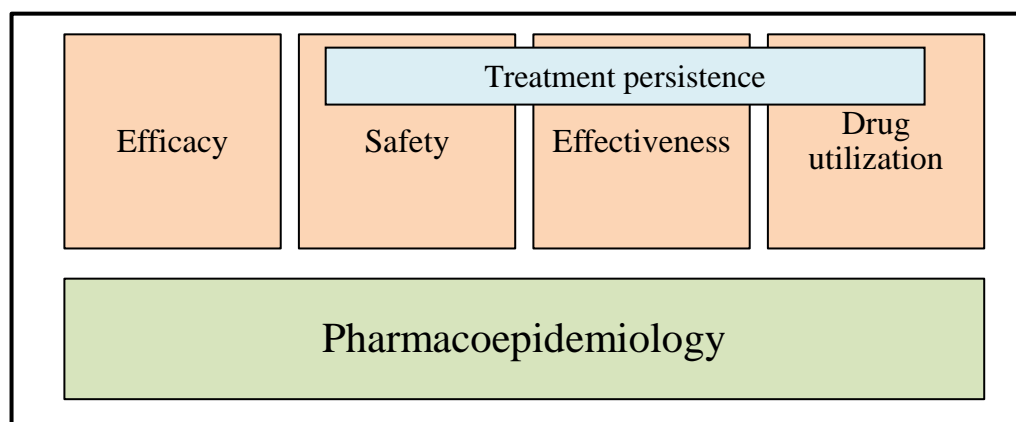 Treatment persistence
Efficacy
Safety
Effectiveness
Drug
utilization
Pharmacoepidemiology